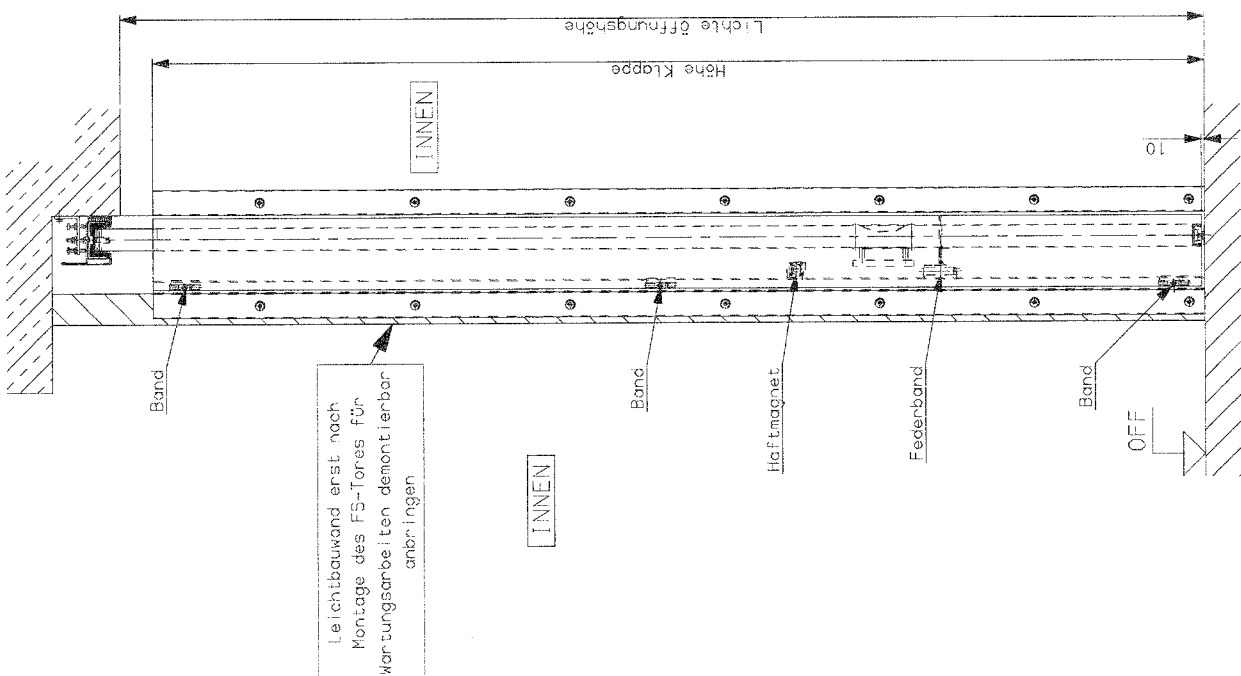 Lichte Öffnungshöhe
Höhe Klappe
INNEN
10
Band
Leichtbauwand erst nach
Montage des FS-Tores für
Wartungsarbeiten demontierbar
anbringen
INNEN
Band
Haftmagnet
Federband
Band
OFF